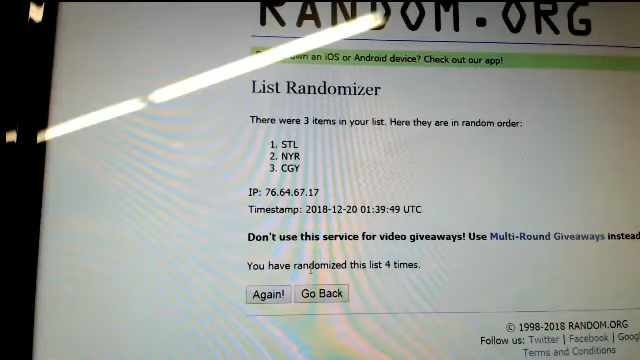 RANDOM.ORG
own an iOS or Android device? Check out our app!
List Randomizer
There were 3 items in your list. Here they are in random order:
1. STL
2. NYR
3. CGY
IP: 76.64.67.17
Timestamp: 2018-12-20 01:39:49 UTC
Don't use this service for video giveaways! Use Multi-Round Giveaways instead
You have randomized this list 4 times.
Again! Go Back
© 1998-2018 RANDOM.ORG
Follow us: Twitter | Facebook | Goog
Terms and Conditions